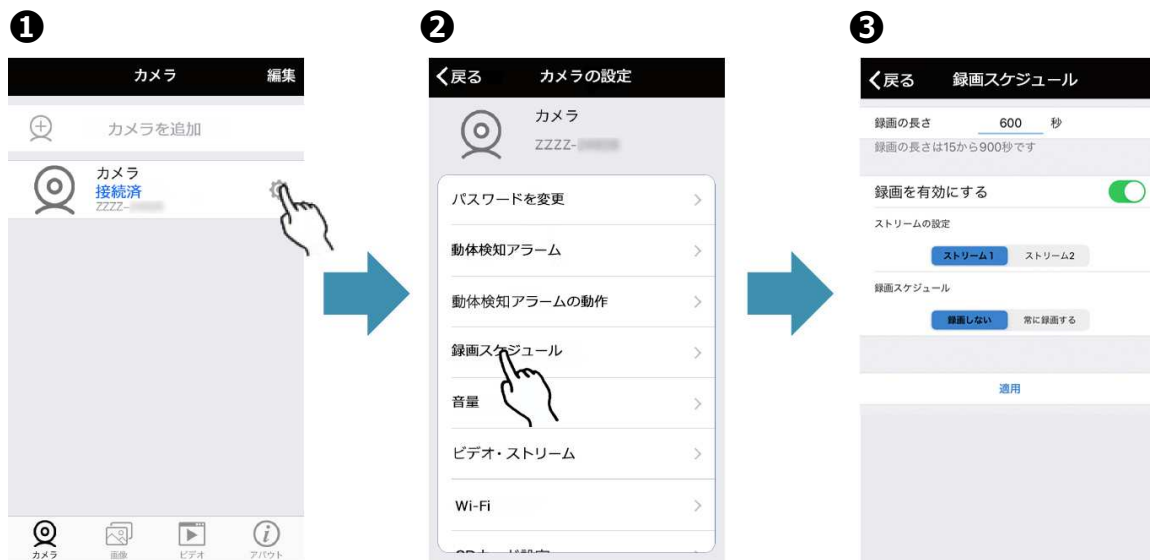 ❶
カメラ
編集
カメラを追加
カメラ
接続済
ZZZZ-
カメラ
画像
ビデオ
アバウト
❷
戻る
カメラの設定
カメラ
ZZZZ-
パスワードを変更
動体検知アラーム
動体検知アラームの動作
録画スケジュール
音量
ビデオ・ストリーム
Wi-Fi
❸
戻る
録画スケジュール
録画の長さ 600 秒
録画の長さは15から900秒です
録画を有効にする
ストリームの設定
ストリーム1 ストリーム2
録画スケジュール
録画しない 常に録画する
適用